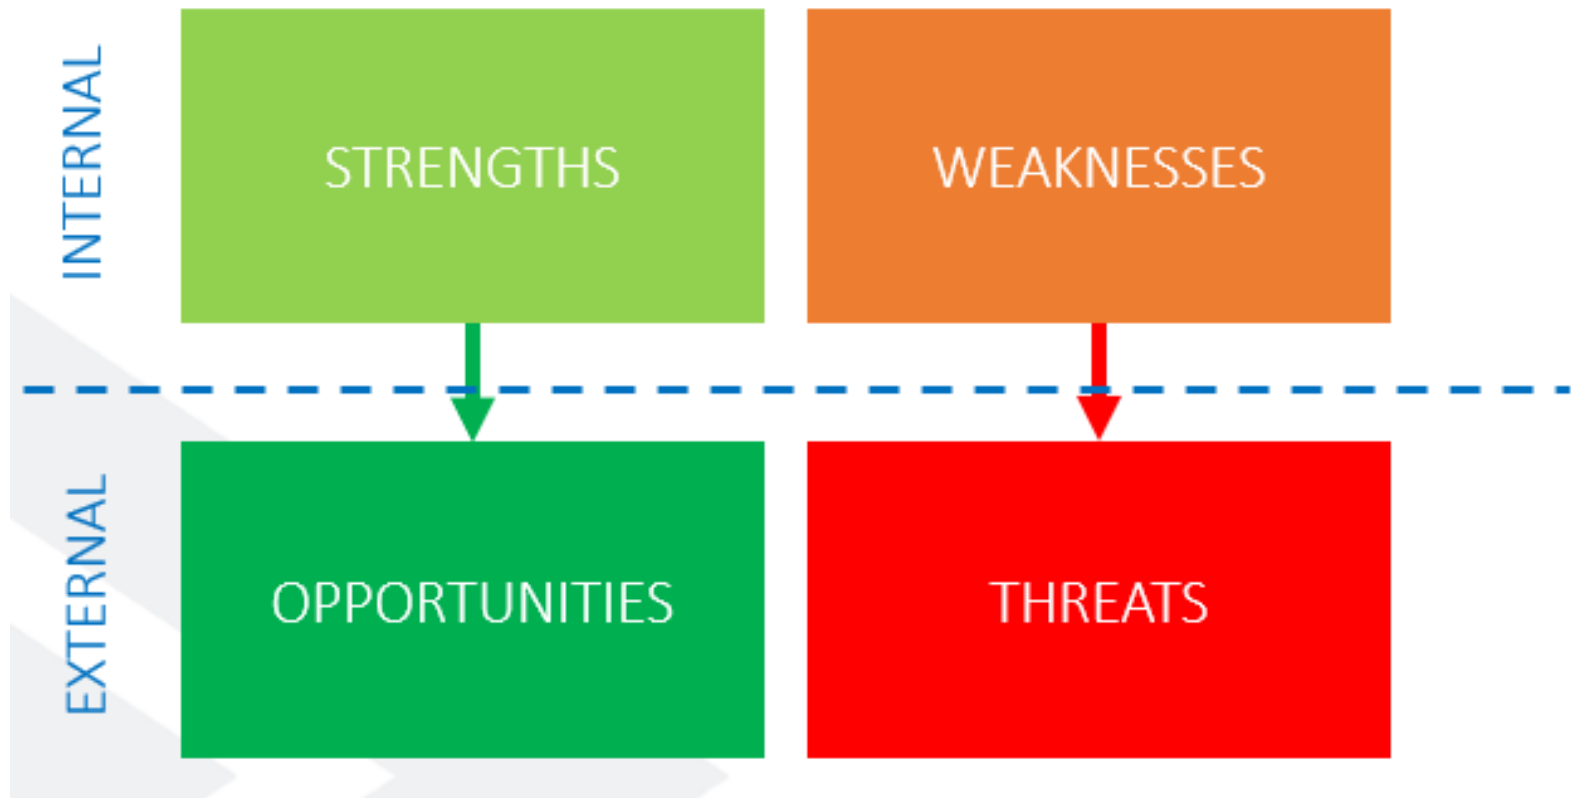 INTERNAL
STRENGTHS
WEAKNESSES
EXTERNAL
OPPORTUNITIES
THREATS